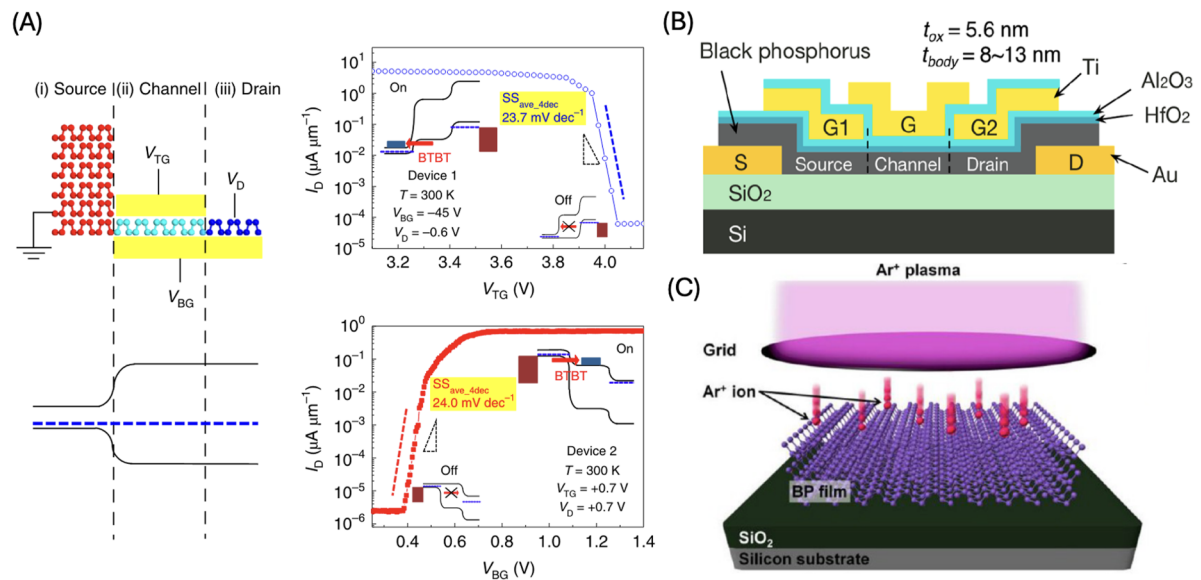 (A)
(i) Source (ii) Channel (iii) Drain
V_TG
V_D
V_BG
I_D (μA μm⁻¹)
10¹
10⁰
10⁻¹
10⁻²
10⁻³
10⁻⁴
10⁻⁵
On
SS_ave_4dec
23.7 mV dec⁻¹
BTBT
Device 1
T = 300 K
V_BG = −45 V
V_D = −0.6 V
Off
3.2 3.4 3.6 3.8 4.0
V_TG (V)
I_D (μA μm⁻¹)
10⁰
10⁻¹
10⁻²
10⁻³
10⁻⁴
10⁻⁵
10⁻⁶
On
BTBT
SS_ave_4dec
24.0 mV dec⁻¹
Off
Device 2
T = 300 K
V_TG = +0.7 V
V_D = +0.7 V
0.4 0.6 0.8 1.0 1.2 1.4
V_BG (V)
(B)
t_ox = 5.6 nm
t_body = 8~13 nm
Black phosphorus
Ti
Al₂O₃
HfO₂
G1 G G2
S Source Channel Drain D
Au
SiO₂
Si
(C)
Ar⁺ plasma
Grid
Ar⁺ ion
BP film
SiO₂
Silicon substrate